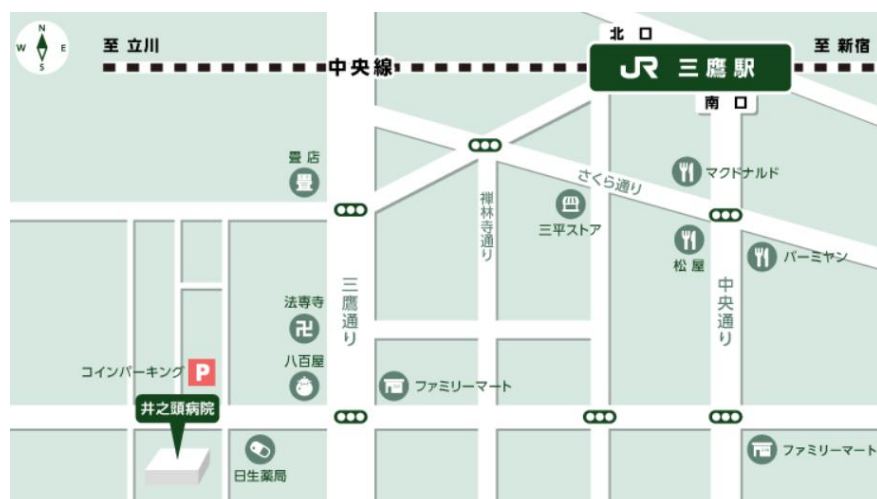 N
W E
S
至 立川
中央線
北 口
JR 三鷹駅
至 新宿
南 口
畳 店
畳
さくら通り
マクドナルド
禅林寺通り
三平ストア
松 屋
バーミヤン
三鷹通り
中央通り
法専寺
卍
八百屋
コインパーキング P
ファミリーマート
井之頭病院
日生薬局
ファミリーマート